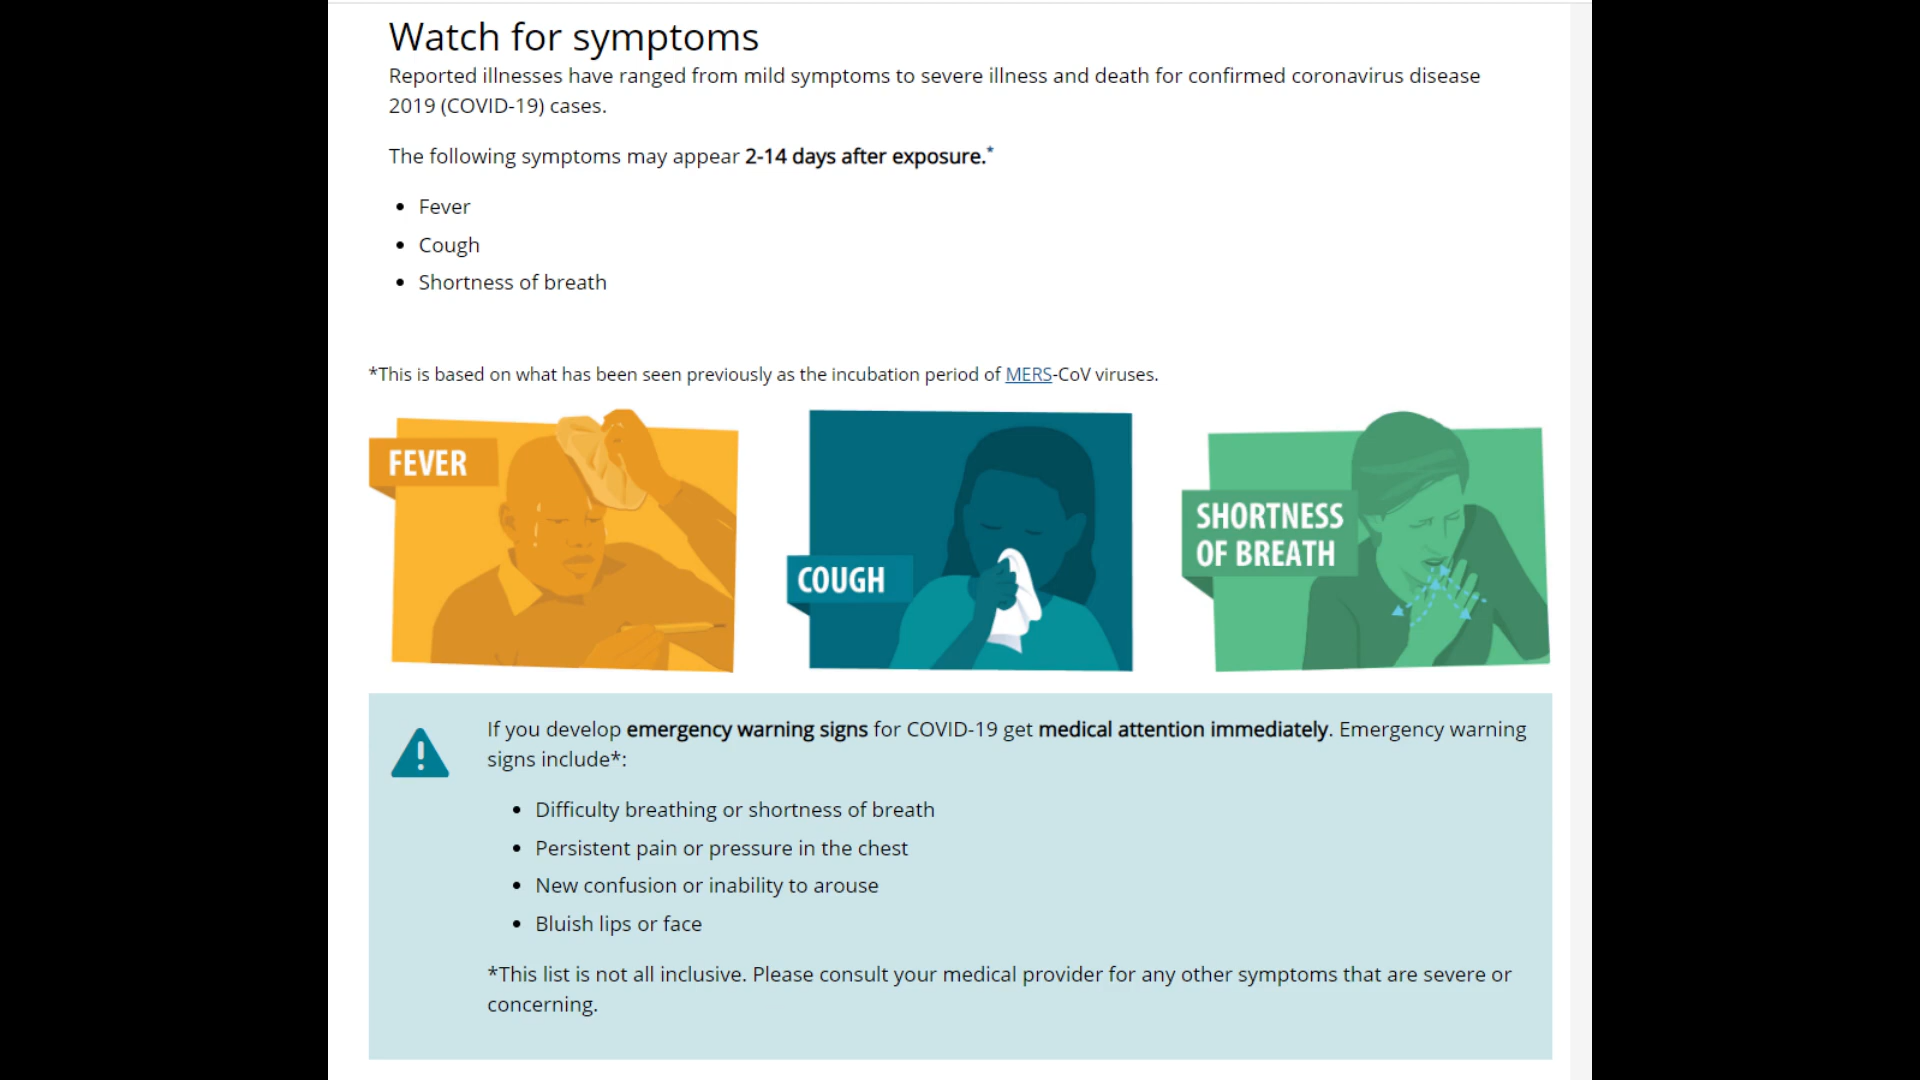 Watch for symptoms
Reported illnesses have ranged from mild symptoms to severe illness and death for confirmed coronavirus disease
2019 (COVID-19) cases.
The following symptoms may appear 2-14 days after exposure.*
• Fever
• Cough
• Shortness of breath
*This is based on what has been seen previously as the incubation period of MERS-CoV viruses.
FEVER
COUGH
SHORTNESS
OF BREATH
If you develop emergency warning signs for COVID-19 get medical attention immediately. Emergency warning
signs include*:
• Difficulty breathing or shortness of breath
• Persistent pain or pressure in the chest
• New confusion or inability to arouse
• Bluish lips or face
*This list is not all inclusive. Please consult your medical provider for any other symptoms that are severe or
concerning.